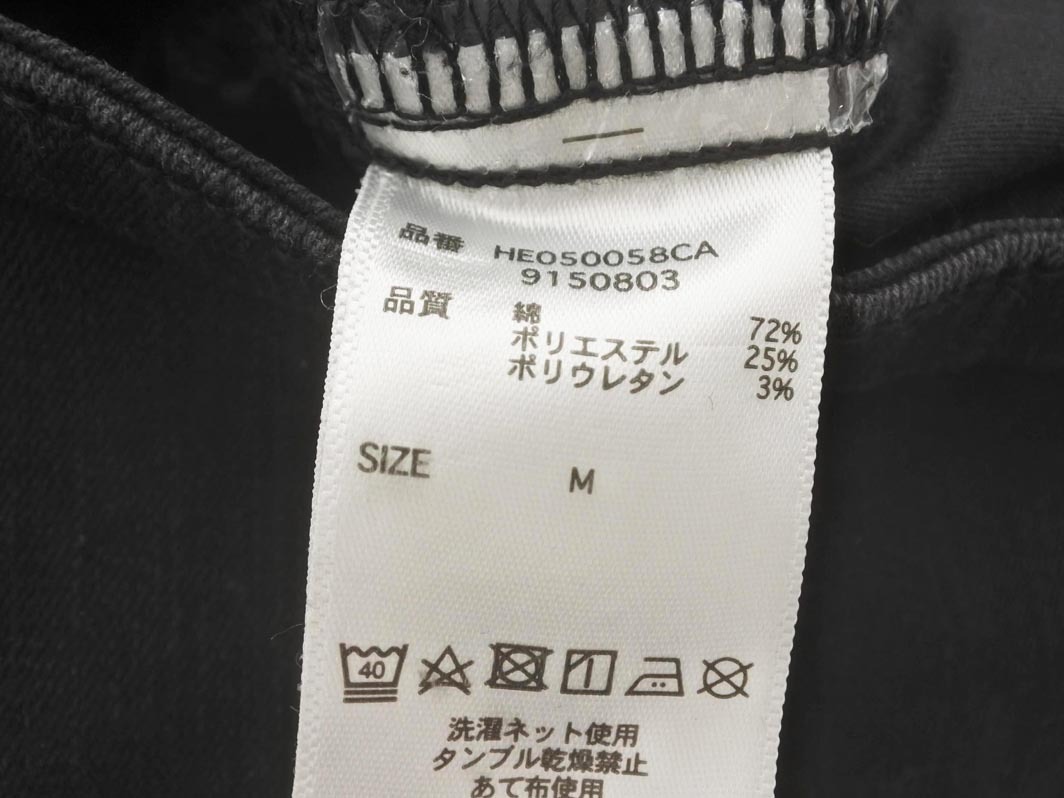 品番 HE050058CA
9150803
品質 綿 72%
ポリエステル 25%
ポリウレタン 3%
SIZE M
40
洗濯ネット使用
タンブル乾燥禁止
あて布使用